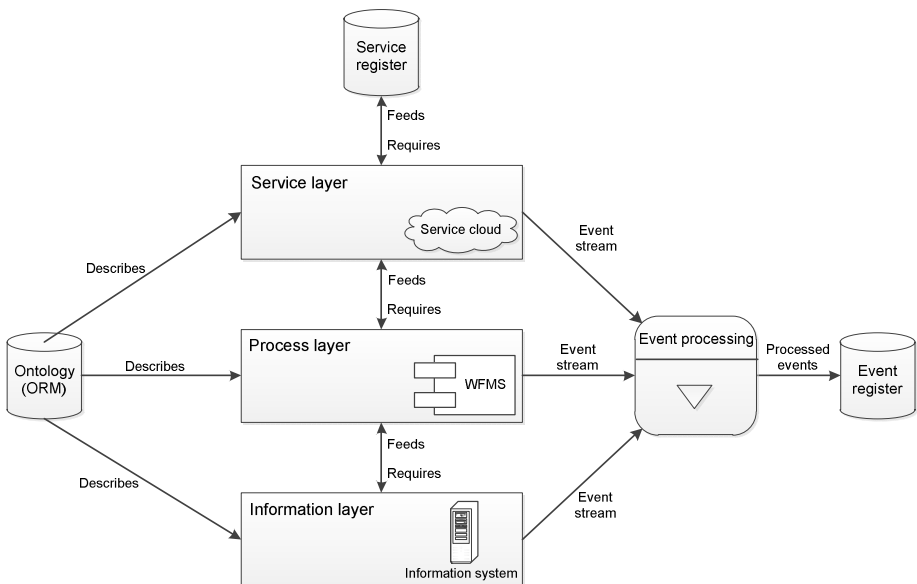 Service
register
Feeds
Requires
Service layer
Service cloud
Event
stream
Describes
Feeds
Requires
Ontology
(ORM)
Describes
Process layer
WFMS
Event
stream
Event processing
Processed
events
Event
register
Feeds
Requires
Describes
Event
stream
Information layer
Information system